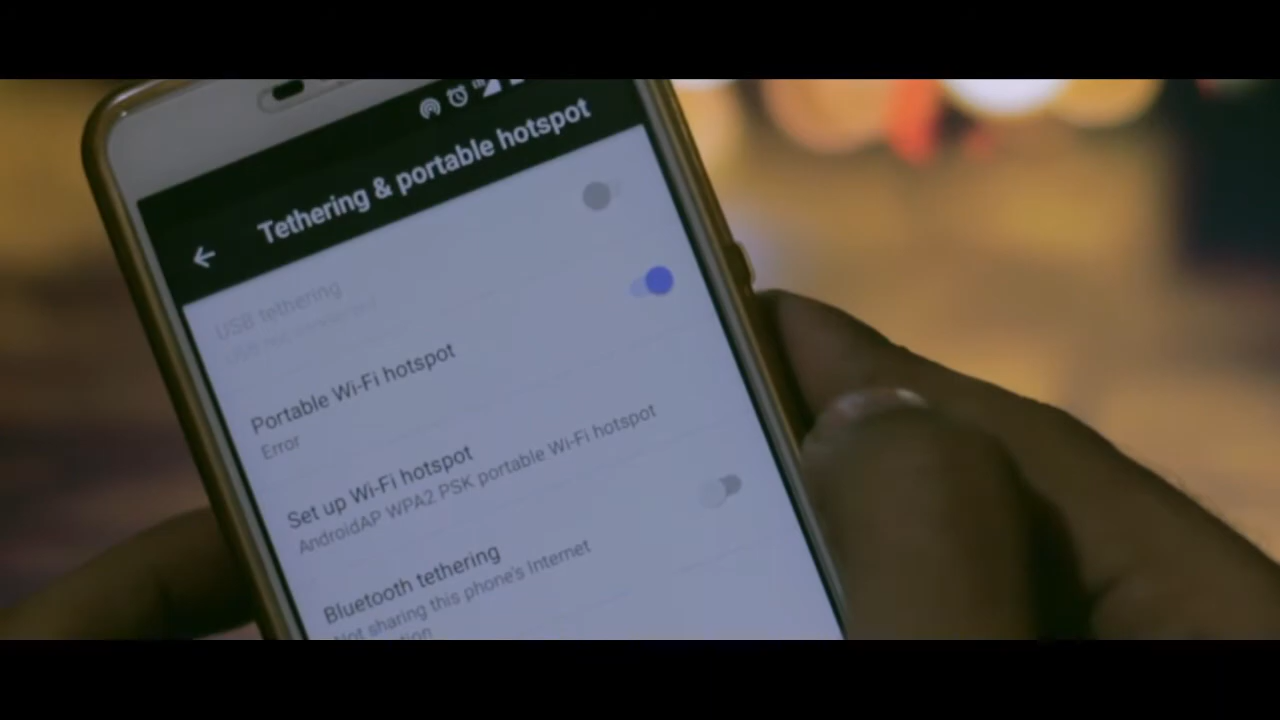 Tethering & portable hotspot
USB tethering
Portable Wi-Fi hotspot
Error
Set up Wi-Fi hotspot
AndroidAP WPA2 PSK portable Wi-Fi hotspot
Bluetooth tethering
Not sharing this phone's Internet